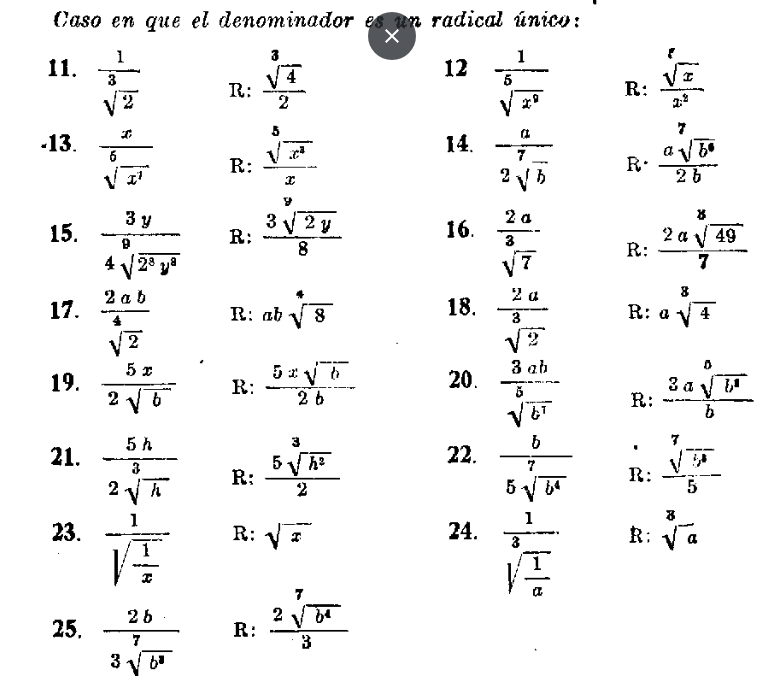 Caso en que el denominador es un radical único:
11. \frac{1}{\sqrt[3]{2}} R: \frac{\sqrt[3]{4}}{2} 12 \frac{1}{\sqrt[5]{x^9}} R: \frac{\sqrt[5]{x}}{x^2}
13. \frac{x}{\sqrt[5]{x^7}} R: \frac{\sqrt[5]{x^3}}{x} 14. \frac{a}{2\sqrt[7]{b}} R: \frac{a\sqrt[7]{b^6}}{2b}
15. \frac{3y}{4\sqrt[9]{2^8 y^8}} R: \frac{3\sqrt[9]{2y}}{8} 16. \frac{2a}{\sqrt[3]{7}} R: \frac{2a\sqrt[3]{49}}{7}
17. \frac{2ab}{\sqrt[4]{2}} R: ab\sqrt[4]{8} 18. \frac{2a}{\sqrt[3]{2}} R: a\sqrt[3]{4}
19. \frac{5x}{2\sqrt{b}} R: \frac{5x\sqrt{b}}{2b} 20. \frac{3ab}{\sqrt[5]{b^7}} R: \frac{3a\sqrt[5]{b^3}}{b}
21. \frac{5h}{2\sqrt[3]{h}} R: \frac{5\sqrt[3]{h^2}}{2} 22. \frac{b}{5\sqrt[7]{b^4}} R: \frac{\sqrt[7]{b^3}}{5}
23. \frac{1}{\sqrt{\frac{1}{x}}} R: \sqrt{x} 24. \frac{1}{\sqrt[3]{\frac{1}{a}}} R: \sqrt[3]{a}
25. \frac{2b}{3\sqrt[7]{b^3}} R: \frac{2\sqrt[7]{b^4}}{3}